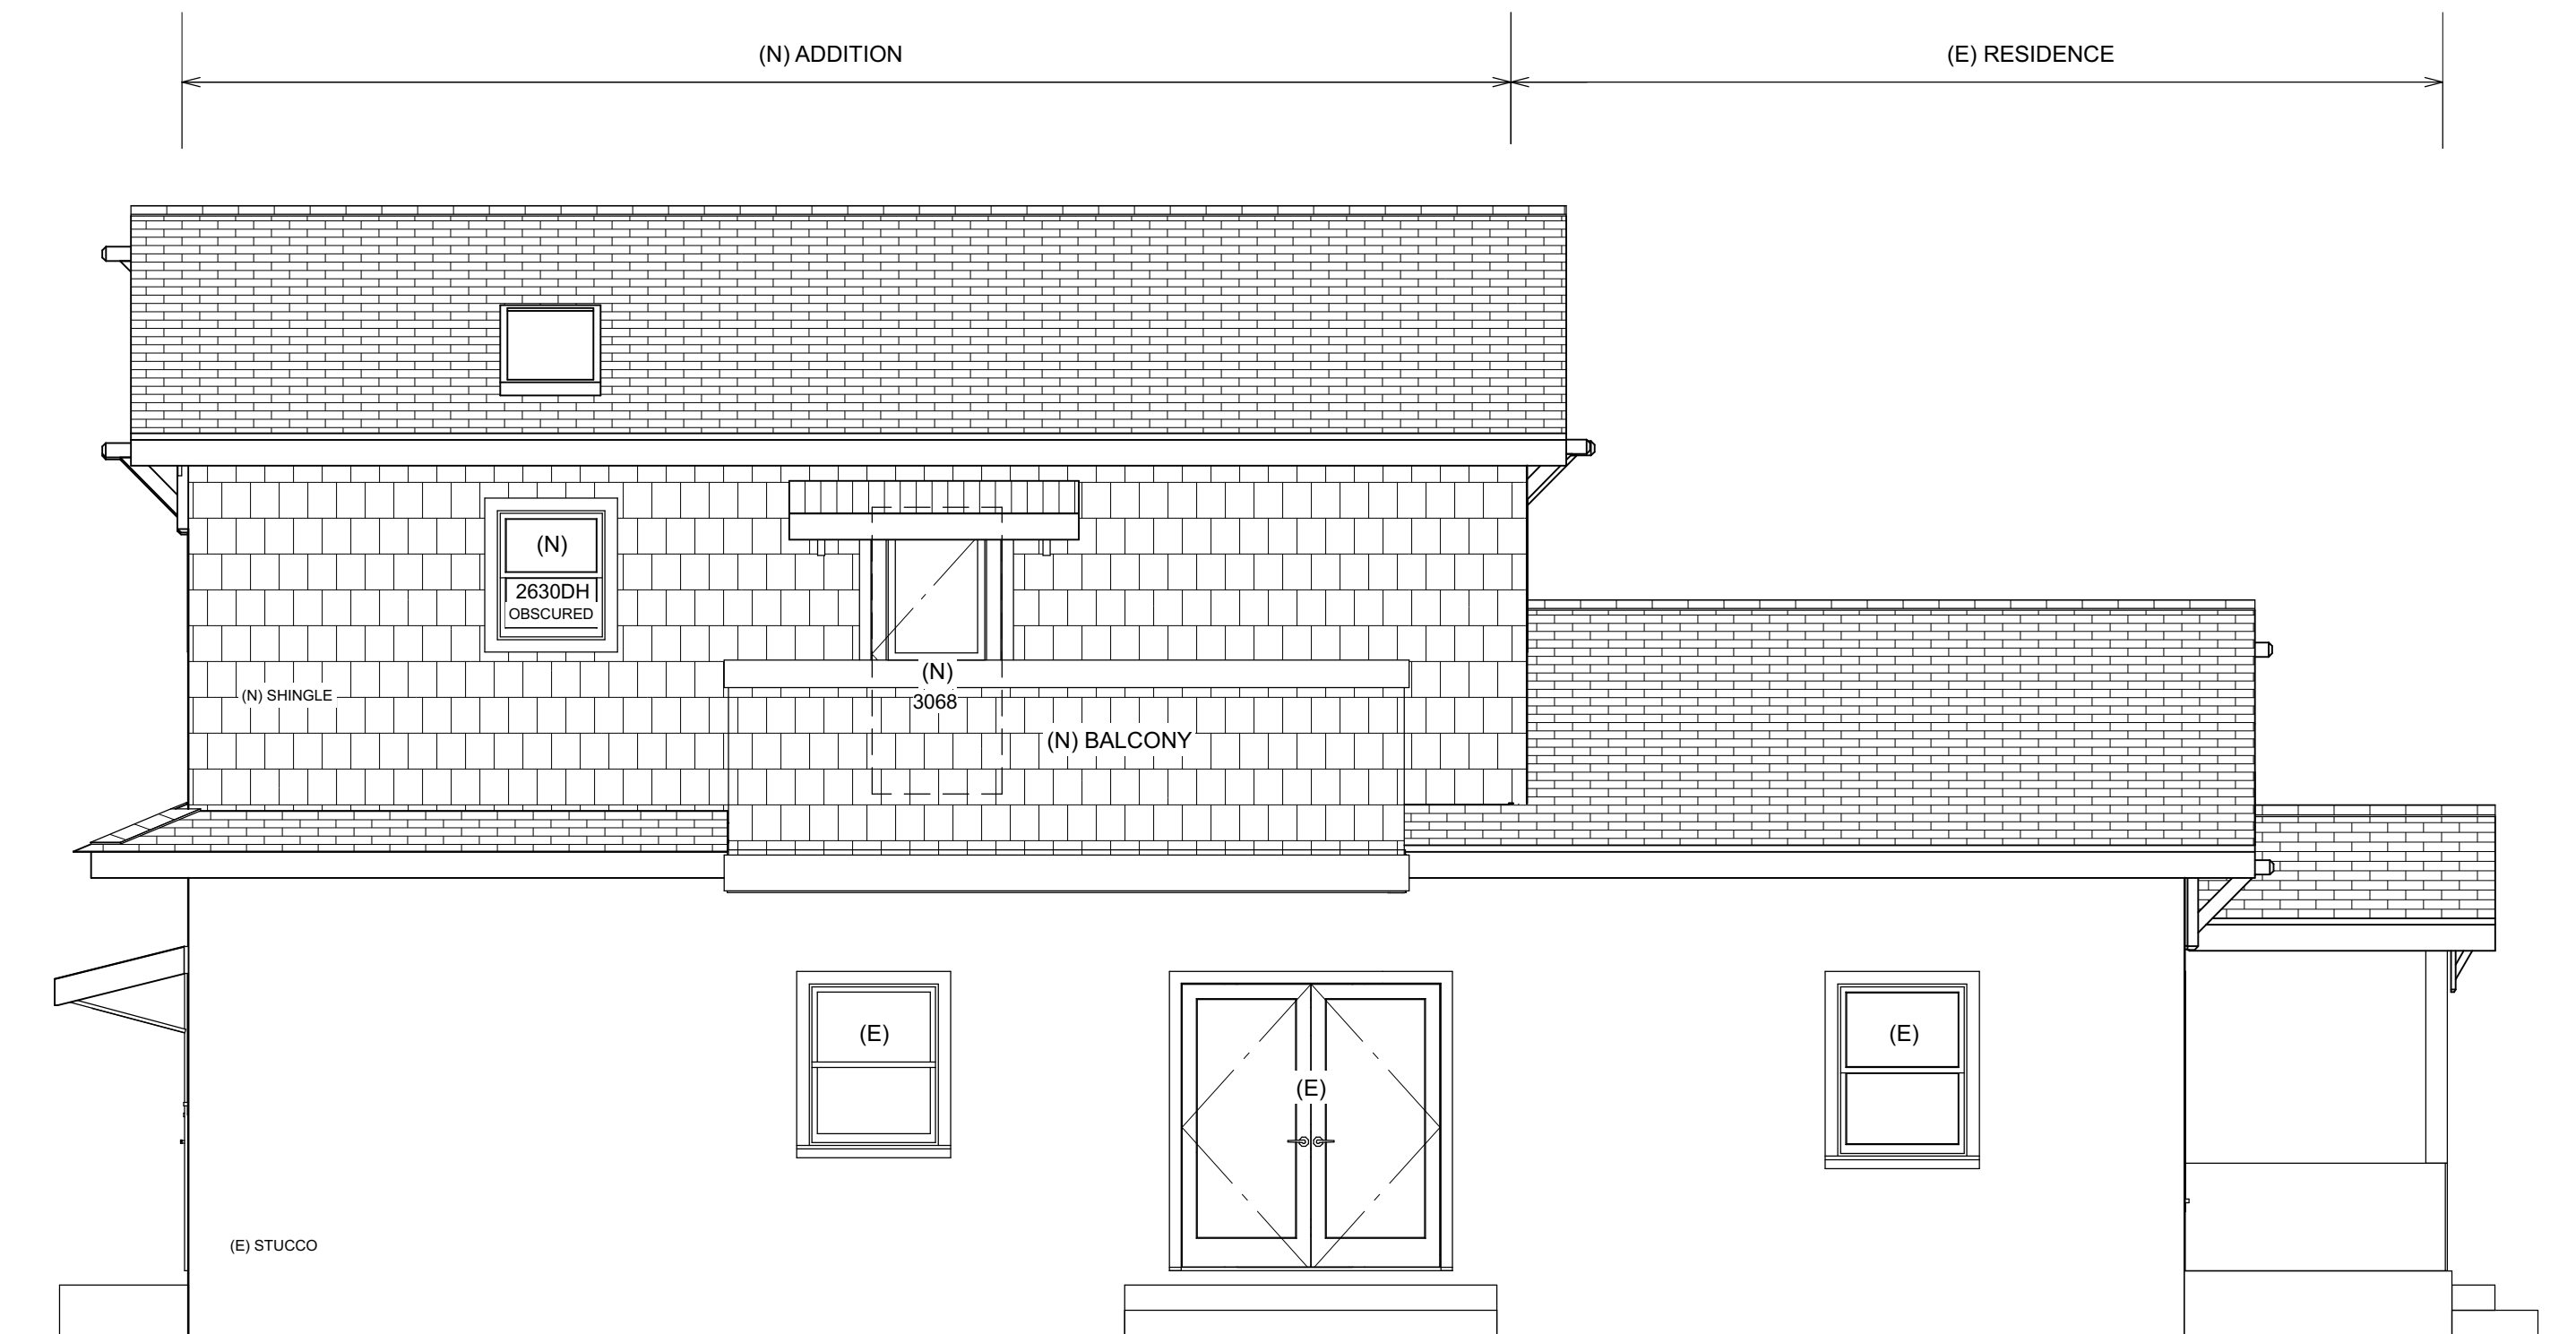 (N) ADDITION
(E) RESIDENCE
(N)
2630DH
OBSCURED
(N)
3068
(N) SHINGLE
(N) BALCONY
(E)
(E)
(E)
(E) STUCCO